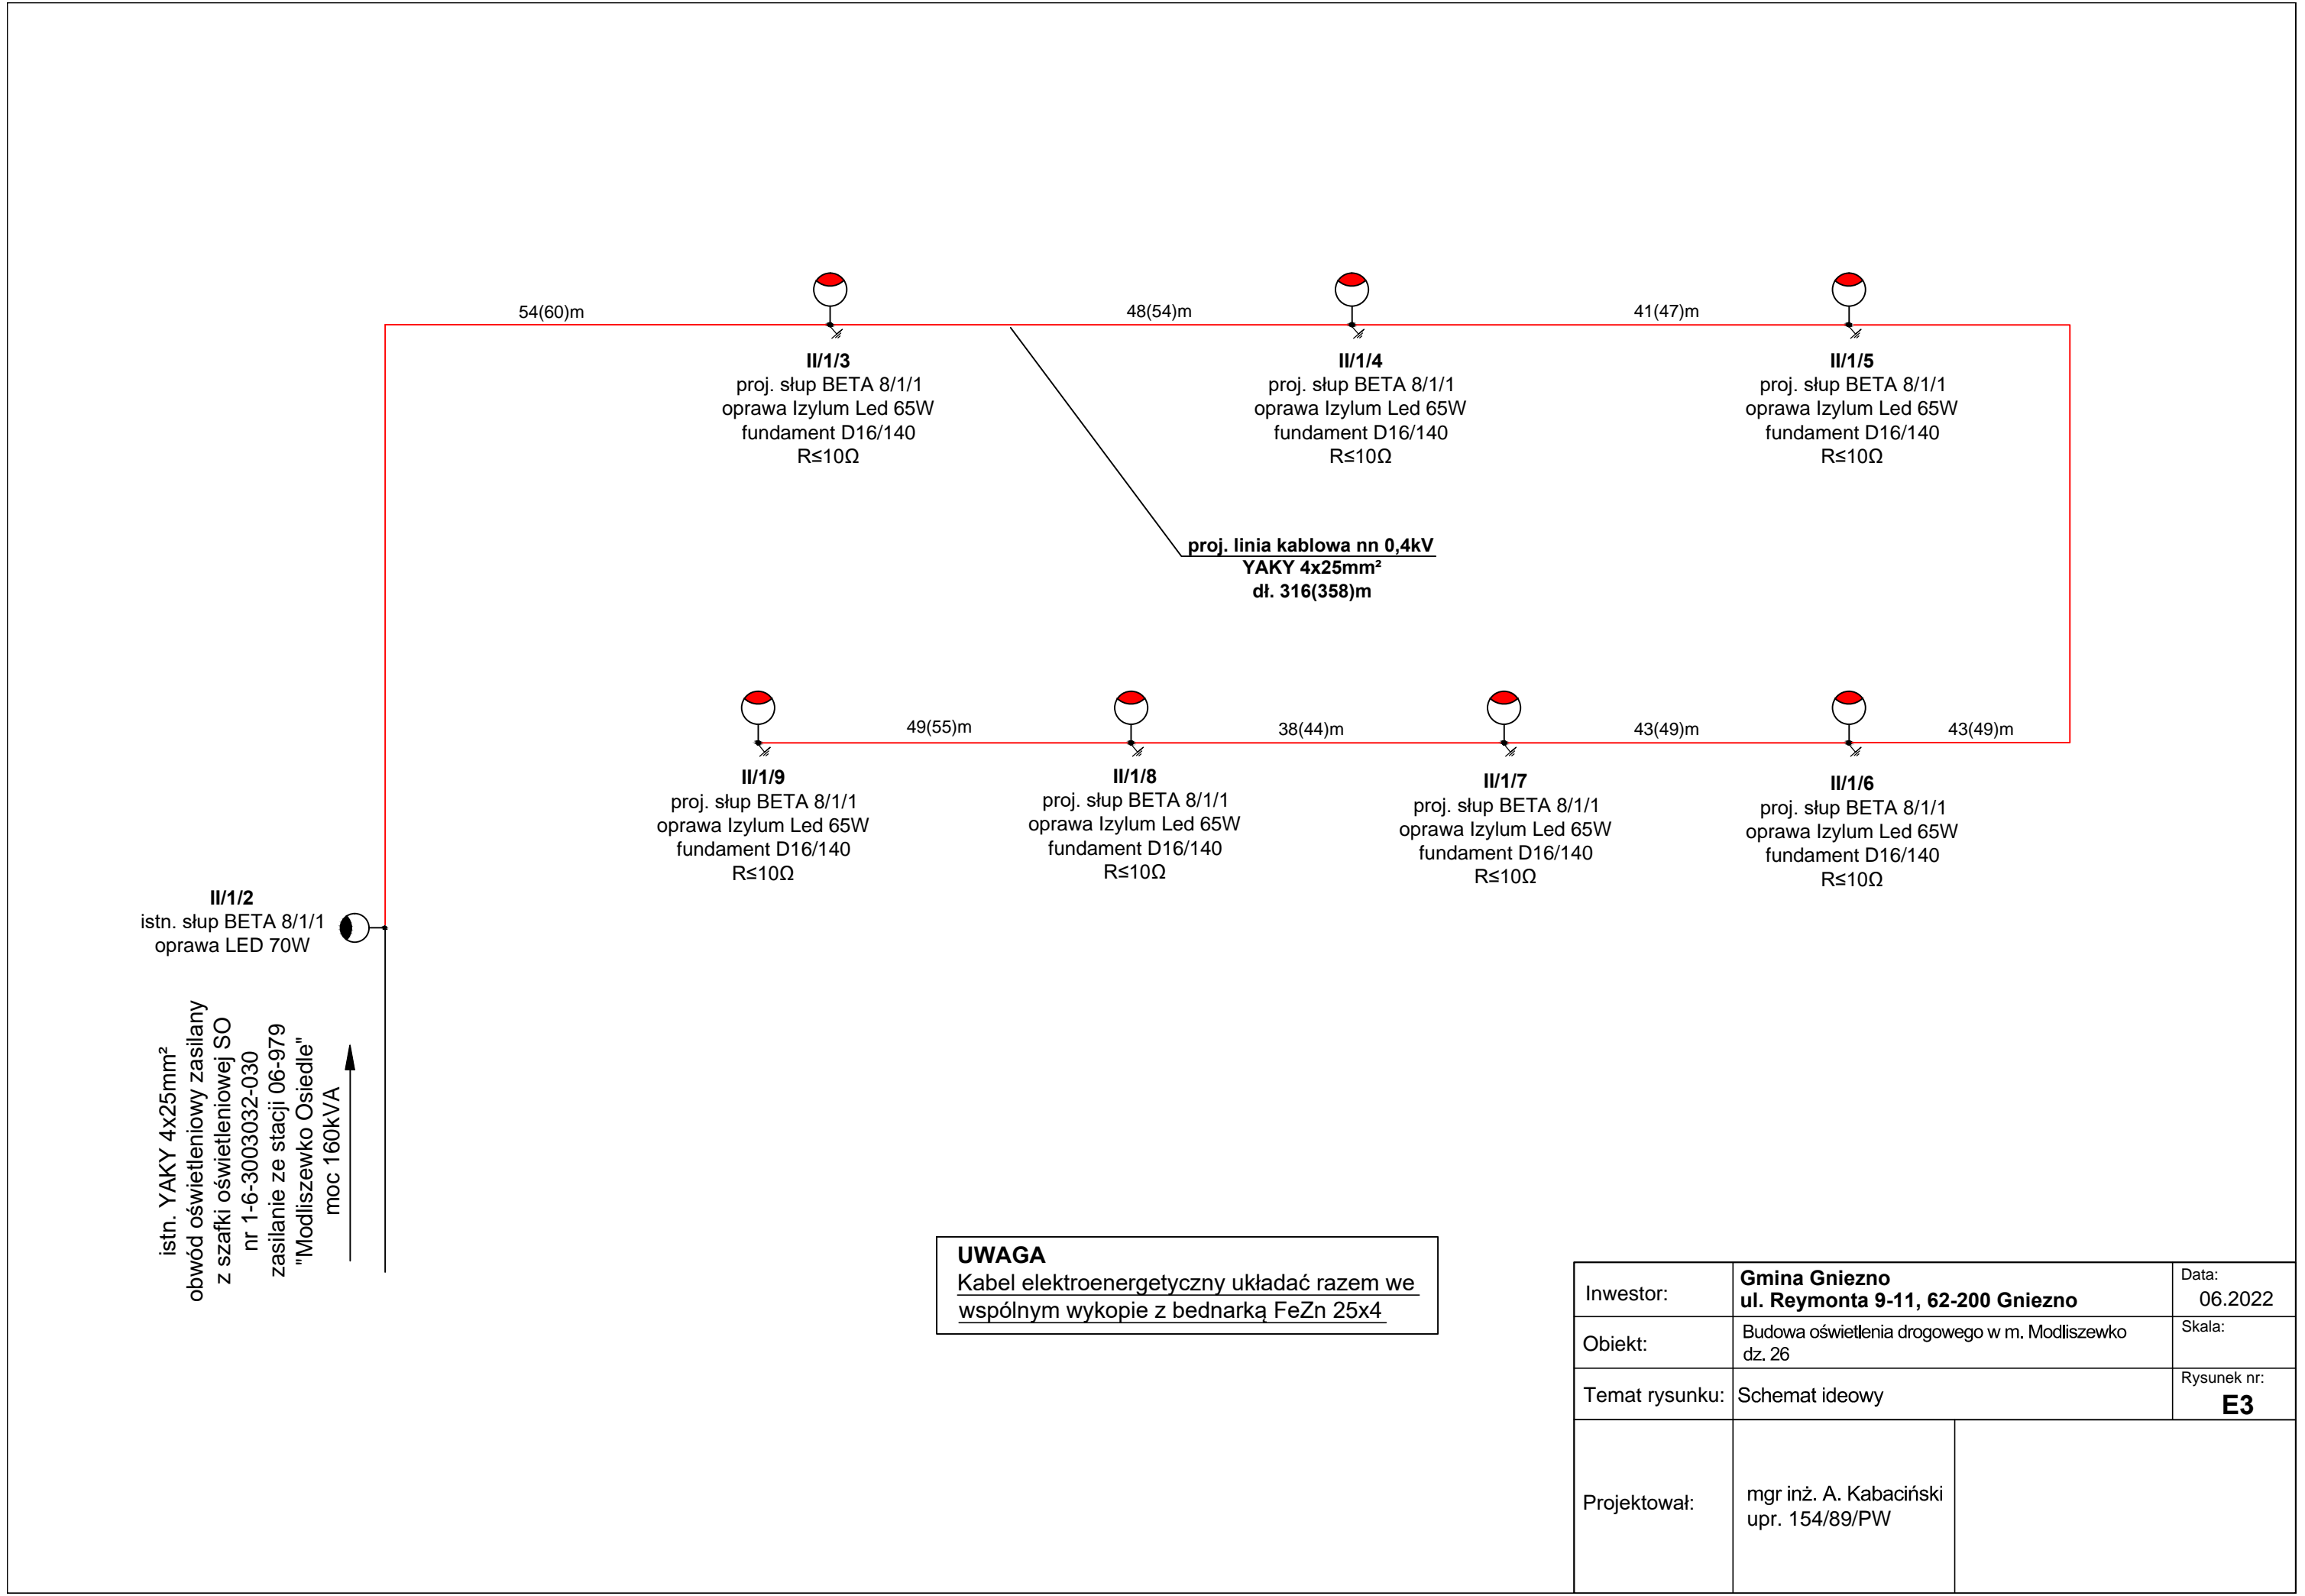 54(60)m
48(54)m
41(47)m
II/1/3
proj. słup BETA 8/1/1
oprawa Izylum Led 65W
fundament D16/140
R≤10Ω
II/1/4
proj. słup BETA 8/1/1
oprawa Izylum Led 65W
fundament D16/140
R≤10Ω
II/1/5
proj. słup BETA 8/1/1
oprawa Izylum Led 65W
fundament D16/140
R≤10Ω
proj. linia kablowa nn 0,4kV
YAKY 4x25mm²
dł. 316(358)m
49(55)m
38(44)m
43(49)m
43(49)m
II/1/9
proj. słup BETA 8/1/1
oprawa Izylum Led 65W
fundament D16/140
R≤10Ω
II/1/8
proj. słup BETA 8/1/1
oprawa Izylum Led 65W
fundament D16/140
R≤10Ω
II/1/7
proj. słup BETA 8/1/1
oprawa Izylum Led 65W
fundament D16/140
R≤10Ω
II/1/6
proj. słup BETA 8/1/1
oprawa Izylum Led 65W
fundament D16/140
R≤10Ω
II/1/2
istn. słup BETA 8/1/1
oprawa LED 70W
istn. YAKY 4x25mm²
obwód oświetleniowy zasilany
z szafki oświetleniowej SO
nr 1-6-3003032-030
zasilanie ze stacji 06-979
"Modliszewko Osiedle"
moc 160kVA
UWAGA
Kabel elektroenergetyczny układać razem we
wspólnym wykopie z bednarką FeZn 25x4
Inwestor:
Gmina Gniezno
ul. Reymonta 9-11, 62-200 Gniezno
Data:
06.2022
Obiekt:
Budowa oświetlenia drogowego w m. Modliszewko
dz. 26
Skala:
Temat rysunku:
Schemat ideowy
Rysunek nr:
E3
Projektował:
mgr inż. A. Kabaciński
upr. 154/89/PW